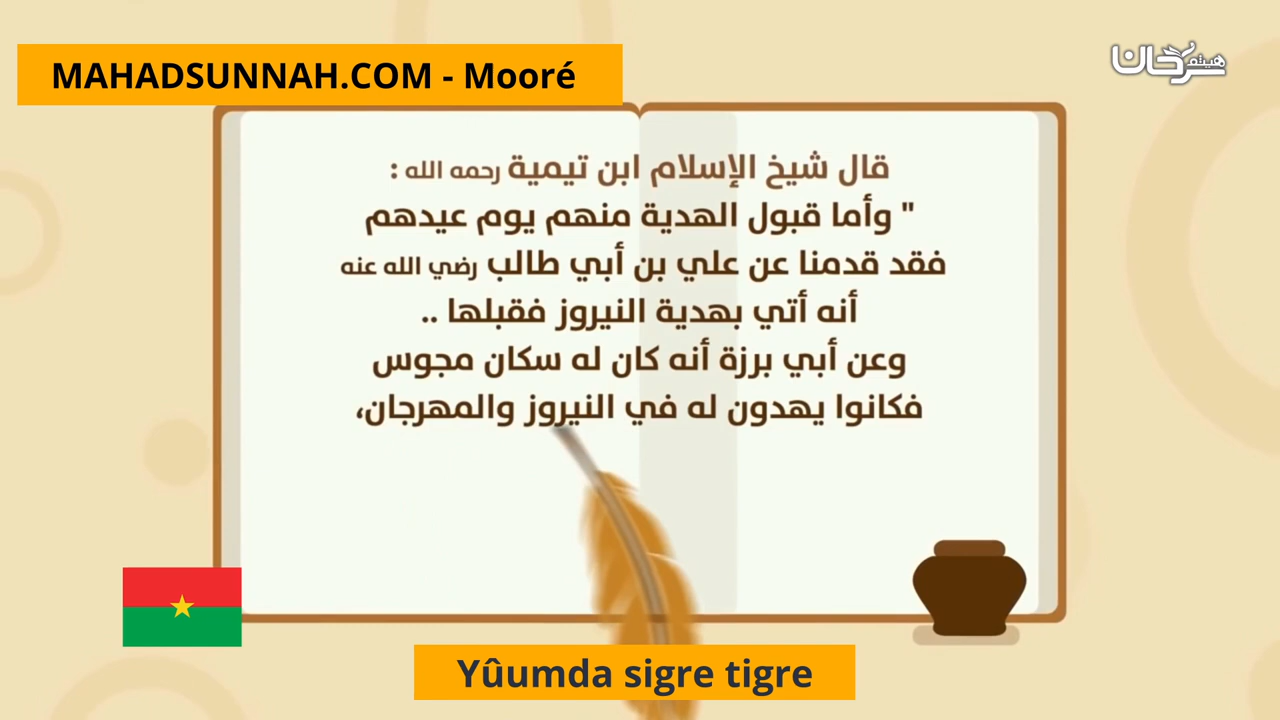 MAHADSUNNAH.COM - Mooré
هيثم سرحان
قال شيخ الإسلام ابن تيمية رحمه الله :
" وأما قبول الهدية منهم يوم عيدهم
فقد قدمنا عن علي بن أبي طالب رضي الله عنه
أنه أتي بهدية النيروز فقبلها ..
وعن أبي برزة أنه كان له سكان مجوس
فكانوا يهدون له في النيروز والمهرجان،
Yûumda sigre tigre